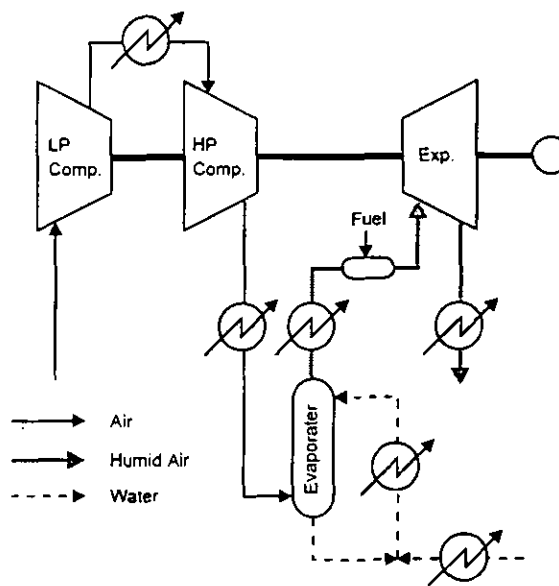 LP
Comp.
HP
Comp.
Exp.
Fuel
Evaporater
Air
Humid Air
Water